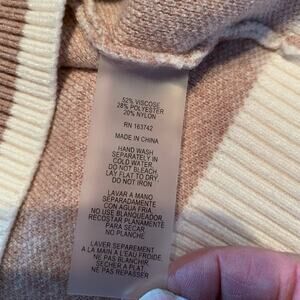 52% VISCOSE
28% POLYESTER
20% NYLON
RN 163742
MADE IN CHINA
HAND WASH
SEPARATELY IN
COLD WATER
DO NOT BLEACH,
LAY FLAT TO DRY,
DO NOT IRON
LAVAR A MANO
SEPARADAMENTE
CON AGUA FRIA,
NO USE BLANQUEADOR
RECOSTAR PLANAMENTE
PARA SECAR
NO PLANCHE
LAVER SEPAREMENT
A LA MAIN A L'EAU FROIDE,
NE PAS BLANCHIR
SECHER A PLAT
NE PAS REPASSER